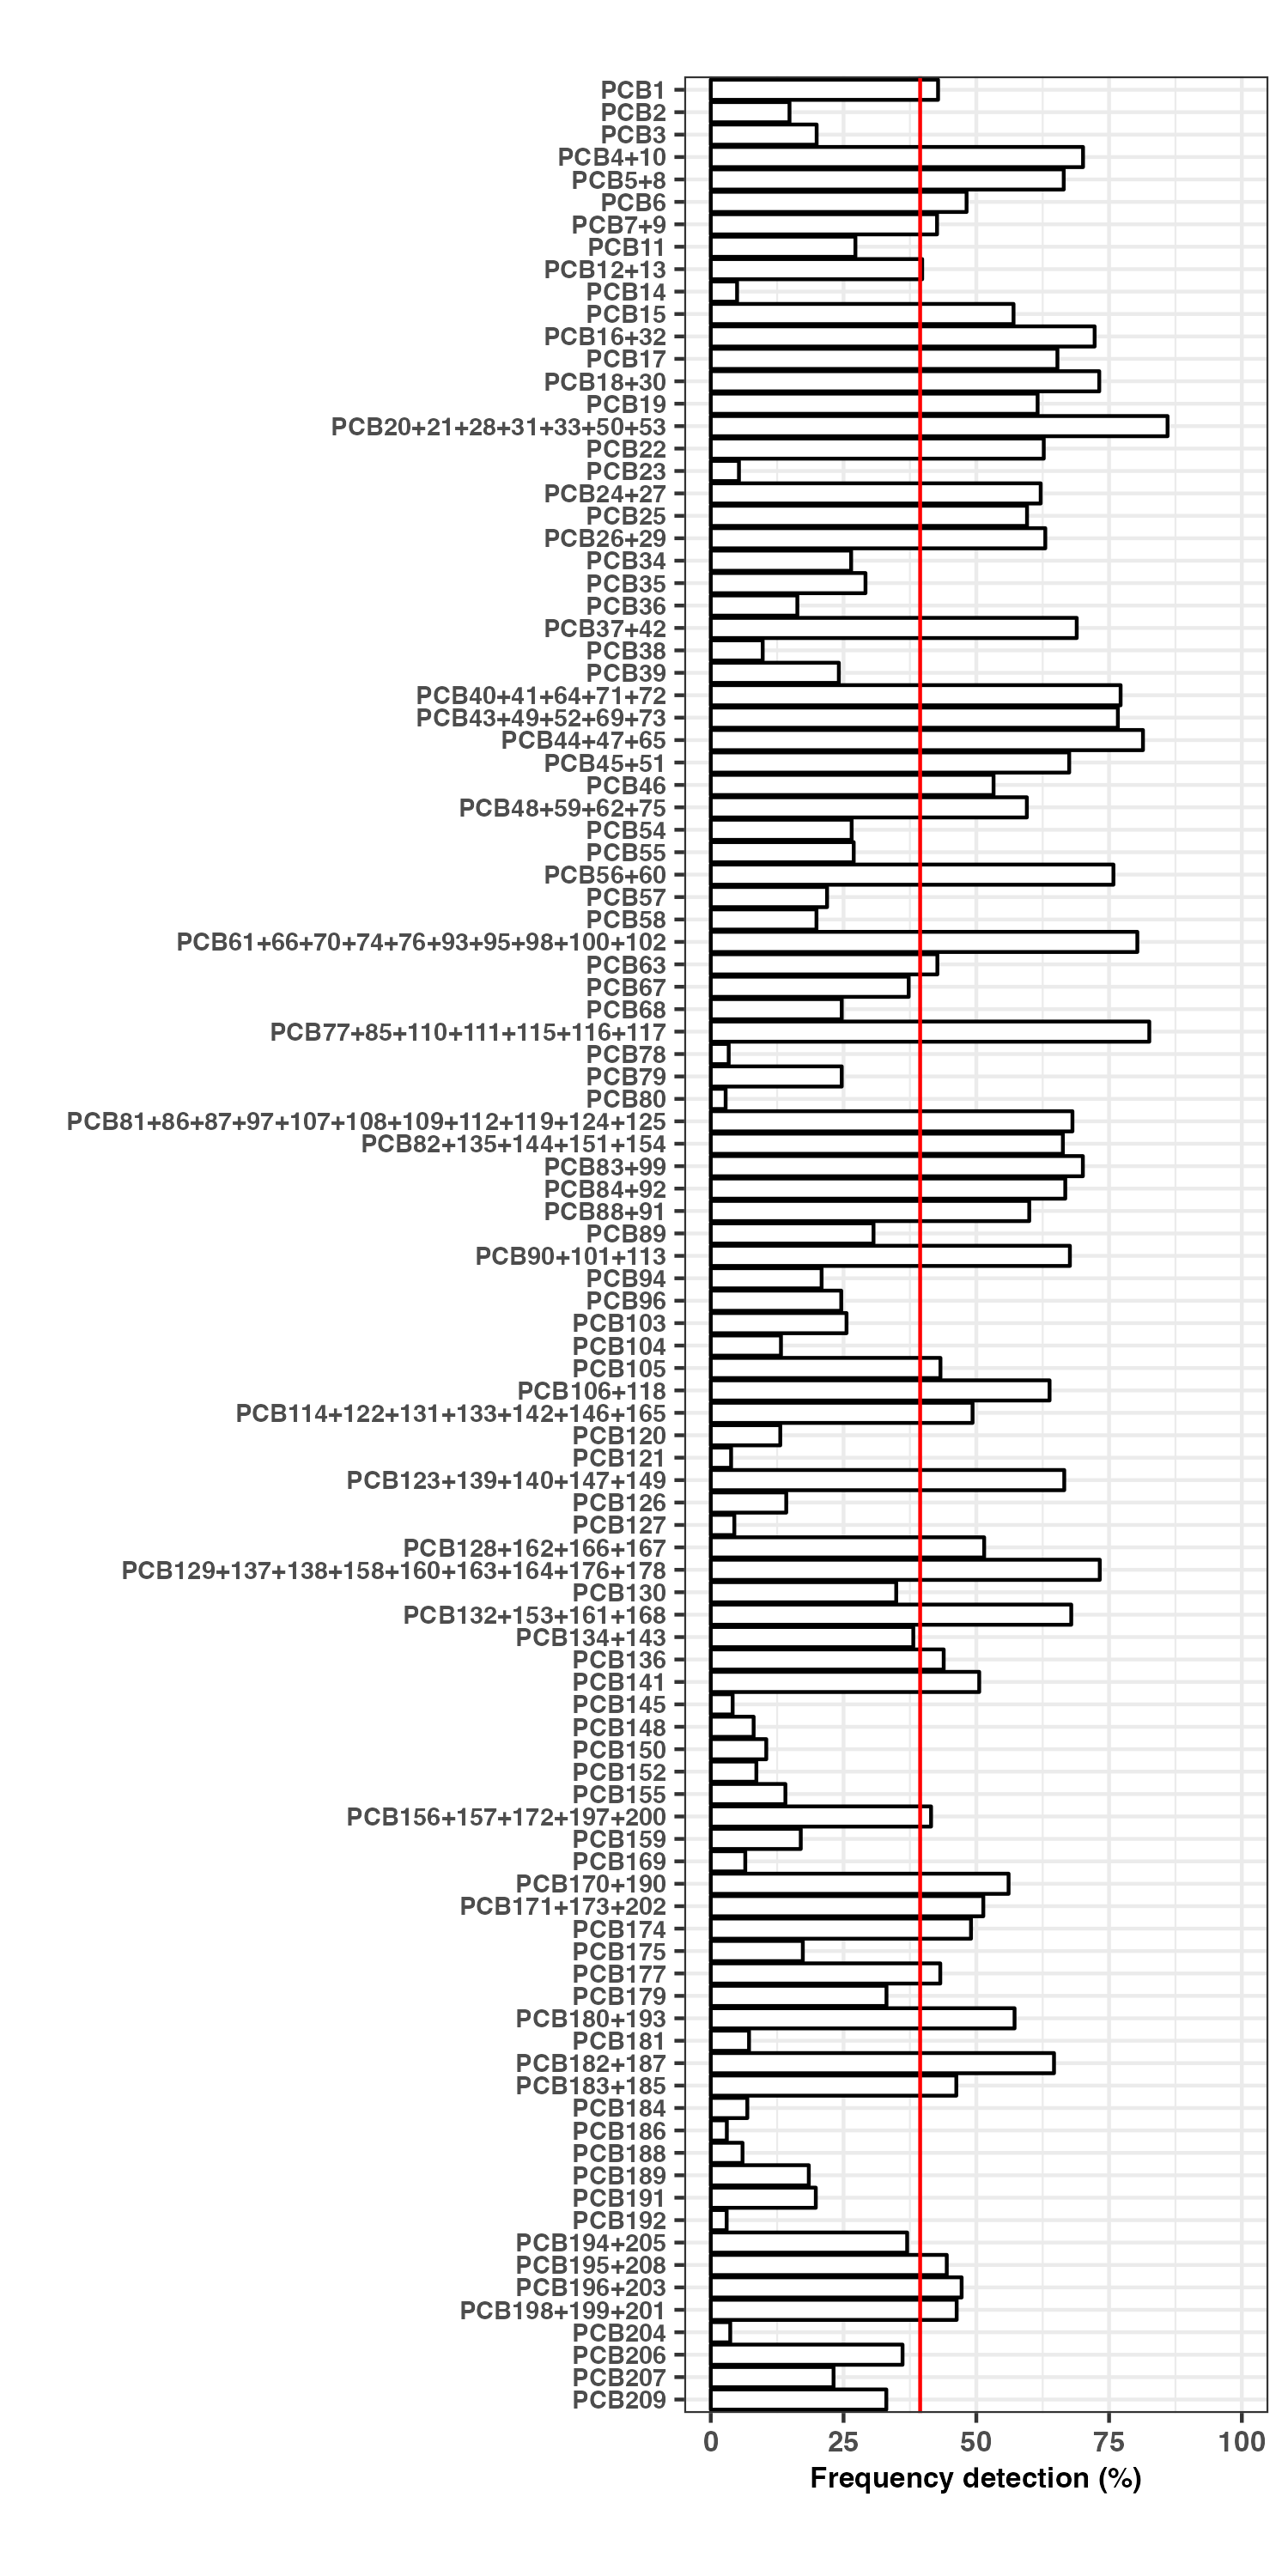 PCB1
PCB2
PCB3
PCB4+10
PCB5+8
PCB6
PCB7+9
PCB11
PCB12+13
PCB14
PCB15
PCB16+32
PCB17
PCB18+30
PCB19
PCB20+21+28+31+33+50+53
PCB22
PCB23
PCB24+27
PCB25
PCB26+29
PCB34
PCB35
PCB36
PCB37+42
PCB38
PCB39
PCB40+41+64+71+72
PCB43+49+52+69+73
PCB44+47+65
PCB45+51
PCB46
PCB48+59+62+75
PCB54
PCB55
PCB56+60
PCB57
PCB58
PCB61+66+70+74+76+93+95+98+100+102
PCB63
PCB67
PCB68
PCB77+85+110+111+115+116+117
PCB78
PCB79
PCB80
PCB81+86+87+97+107+108+109+112+119+124+125
PCB82+135+144+151+154
PCB83+99
PCB84+92
PCB88+91
PCB89
PCB90+101+113
PCB94
PCB96
PCB103
PCB104
PCB105
PCB106+118
PCB114+122+131+133+142+146+165
PCB120
PCB121
PCB123+139+140+147+149
PCB126
PCB127
PCB128+162+166+167
PCB129+137+138+158+160+163+164+176+178
PCB130
PCB132+153+161+168
PCB134+143
PCB136
PCB141
PCB145
PCB148
PCB150
PCB152
PCB155
PCB156+157+172+197+200
PCB159
PCB169
PCB170+190
PCB171+173+202
PCB174
PCB175
PCB177
PCB179
PCB180+193
PCB181
PCB182+187
PCB183+185
PCB184
PCB186
PCB188
PCB189
PCB191
PCB192
PCB194+205
PCB195+208
PCB196+203
PCB198+199+201
PCB204
PCB206
PCB207
PCB209
0 25 50 75 100
Frequency detection (%)